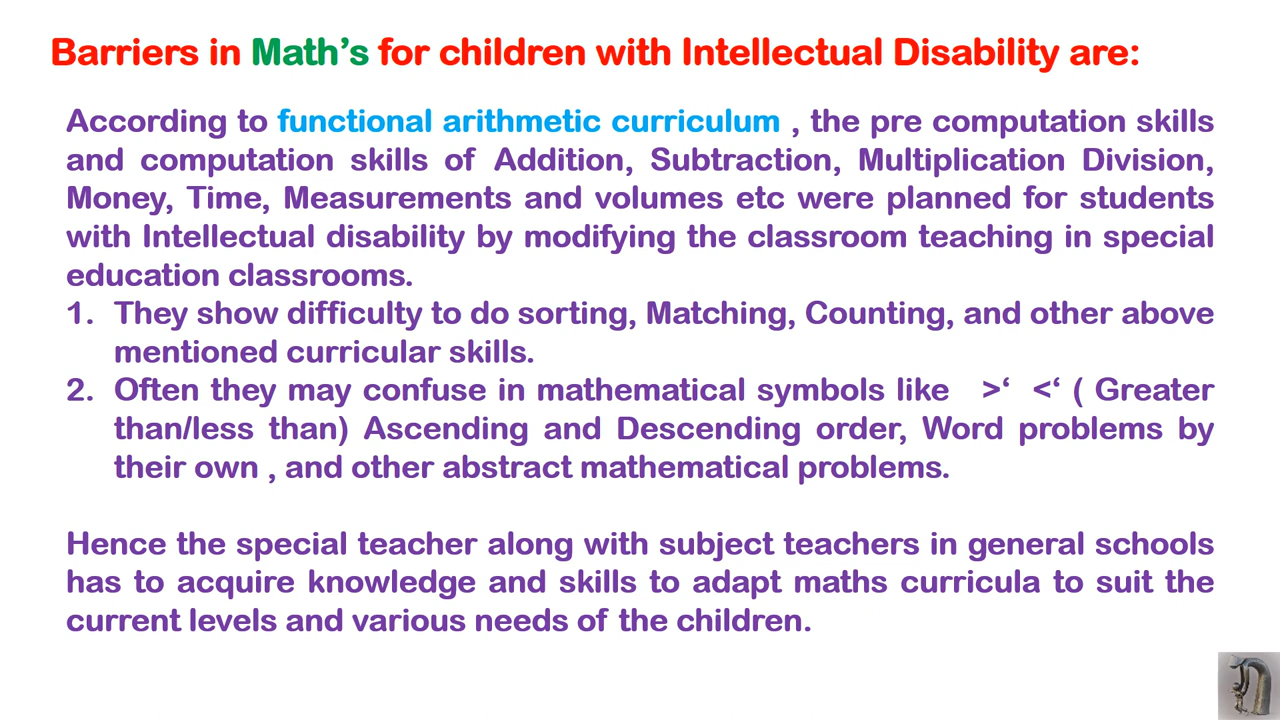 Barriers in Math’s for children with Intellectual Disability are:
According to functional arithmetic curriculum , the pre computation skills
and computation skills of Addition, Subtraction, Multiplication Division,
Money, Time, Measurements and volumes etc were planned for students
with Intellectual disability by modifying the classroom teaching in special
education classrooms.
1. They show difficulty to do sorting, Matching, Counting, and other above
mentioned curricular skills.
2. Often they may confuse in mathematical symbols like >‘ <‘ ( Greater
than/less than) Ascending and Descending order, Word problems by
their own , and other abstract mathematical problems.
Hence the special teacher along with subject teachers in general schools
has to acquire knowledge and skills to adapt maths curricula to suit the
current levels and various needs of the children.